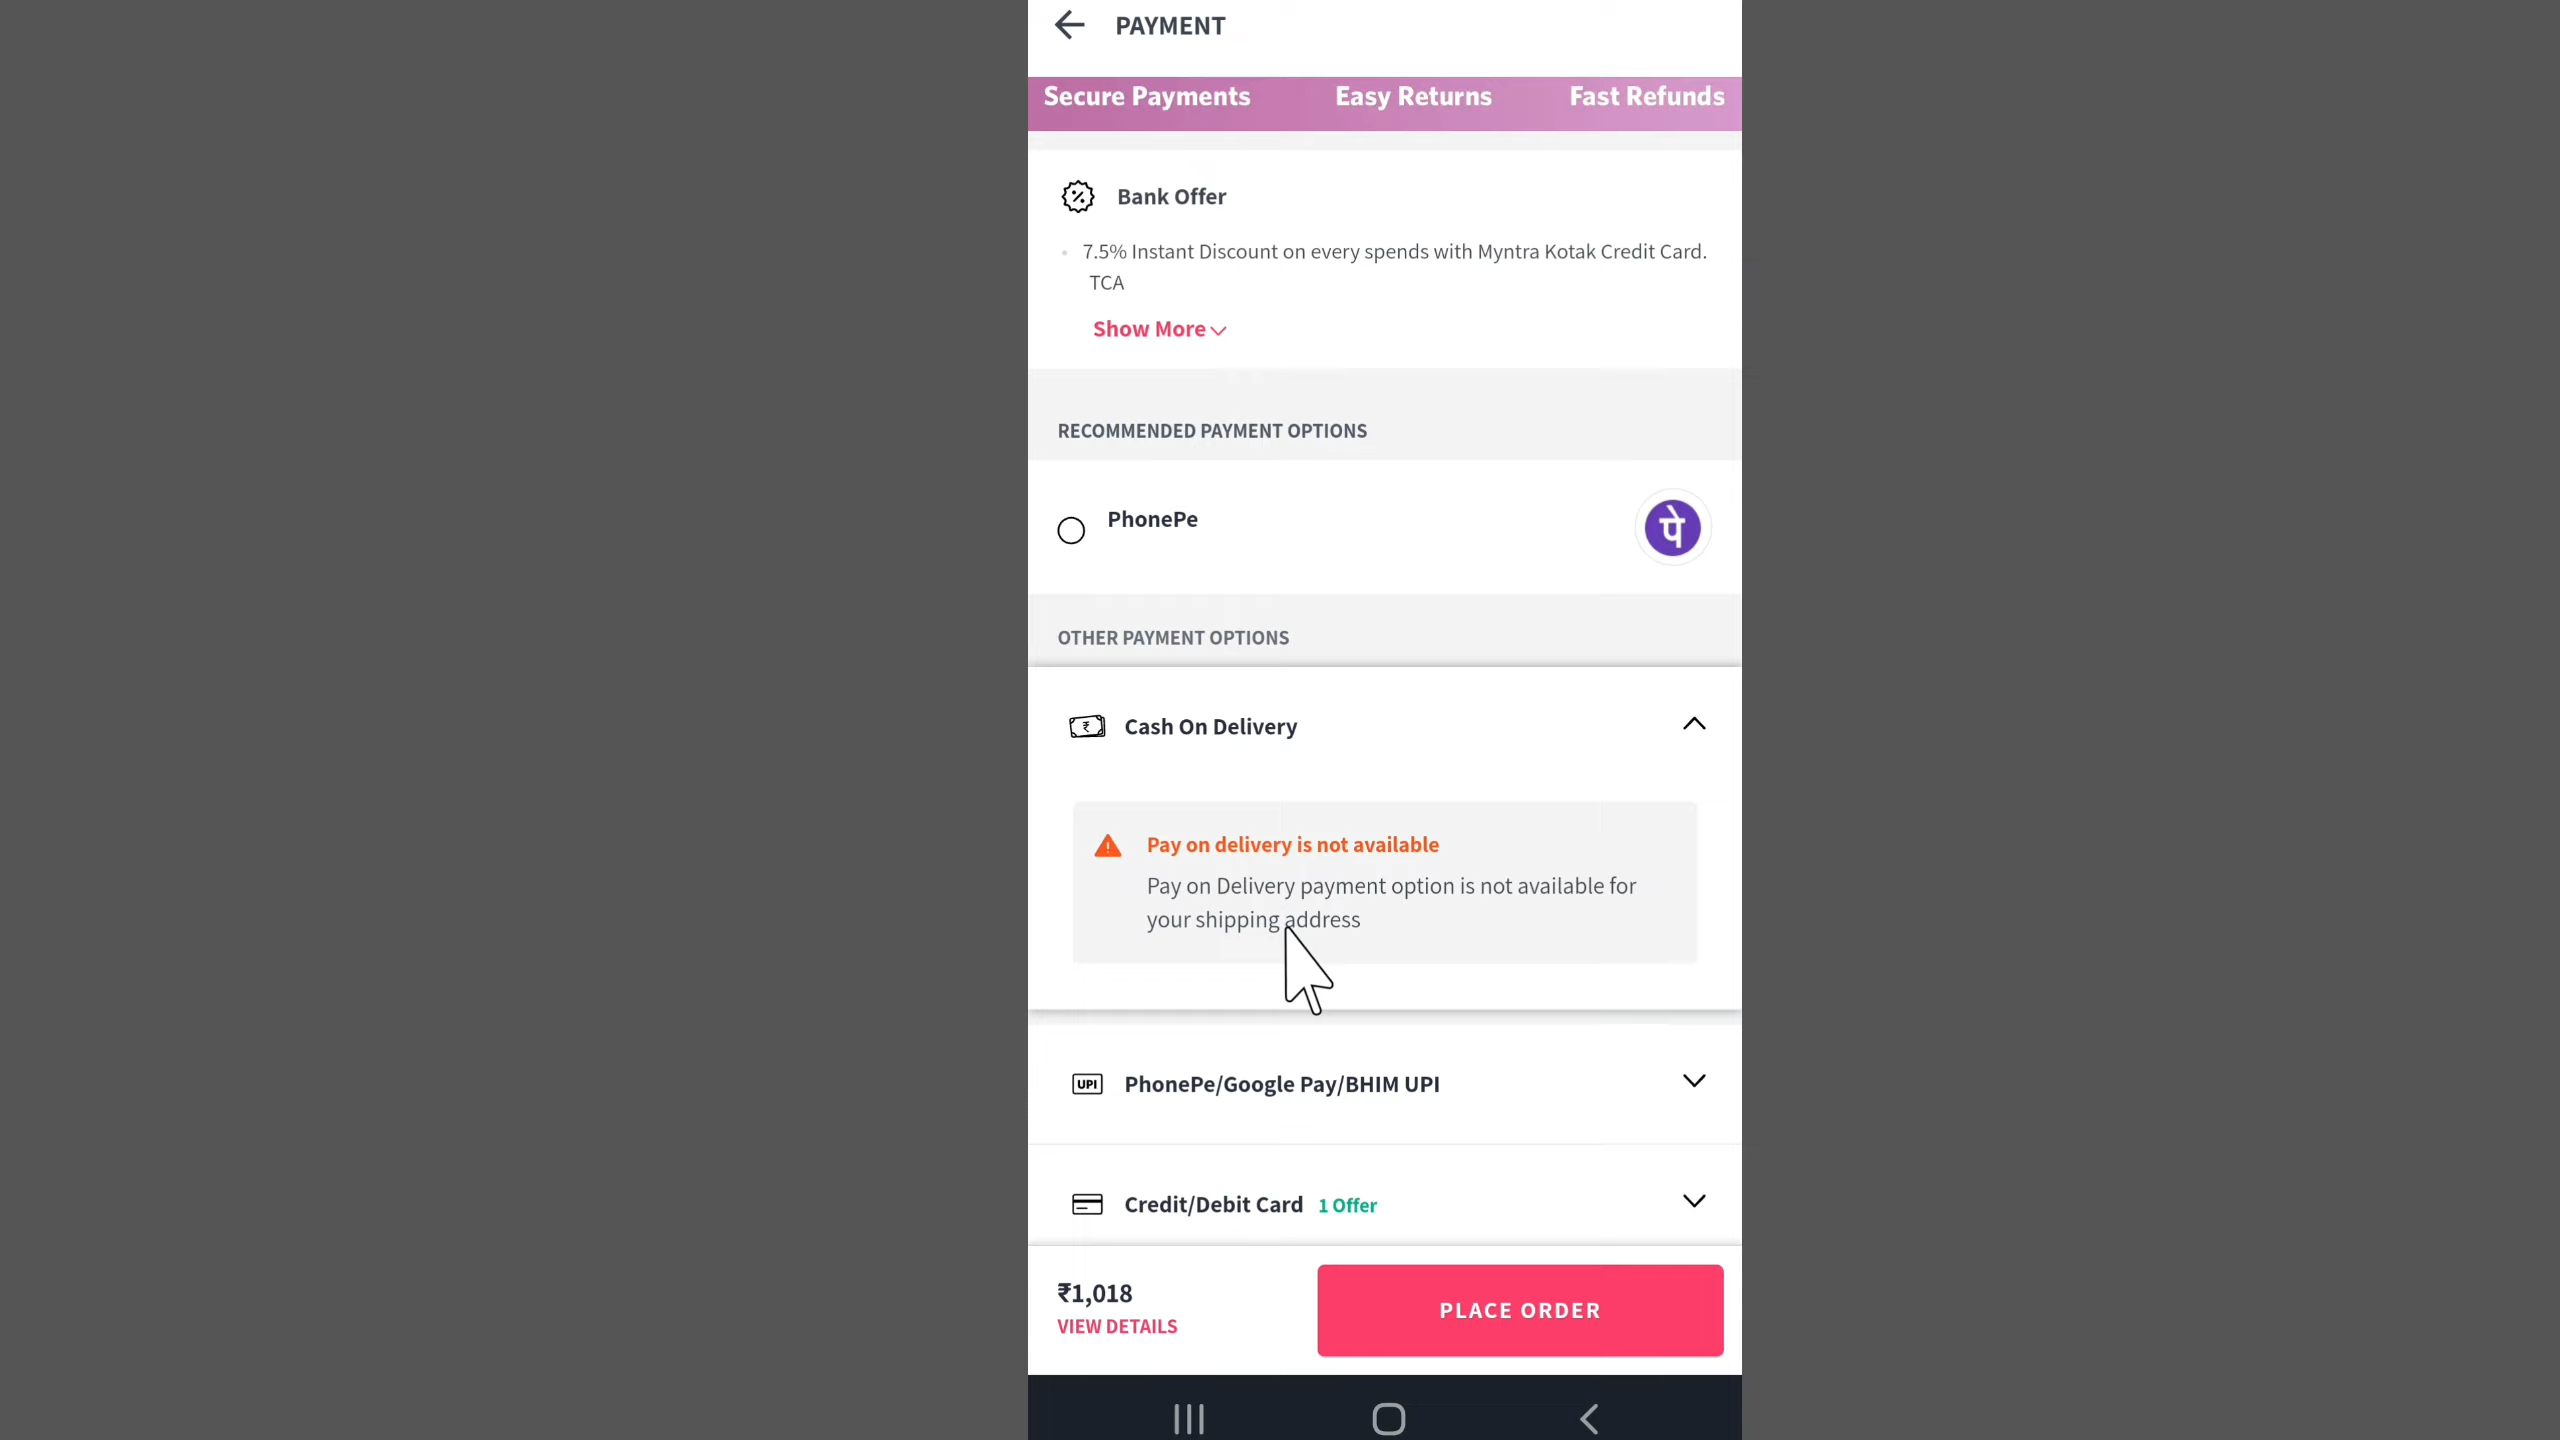 PAYMENT
Secure Payments Easy Returns Fast Refunds
Bank Offer
7.5% Instant Discount on every spends with Myntra Kotak Credit Card.
TCA
Show More
RECOMMENDED PAYMENT OPTIONS
PhonePe
पे
OTHER PAYMENT OPTIONS
₹
Cash On Delivery
Pay on delivery is not available
Pay on Delivery payment option is not available for
your shipping address
UPI PhonePe/Google Pay/BHIM UPI
Credit/Debit Card 1 Offer
₹1,018
VIEW DETAILS
PLACE ORDER